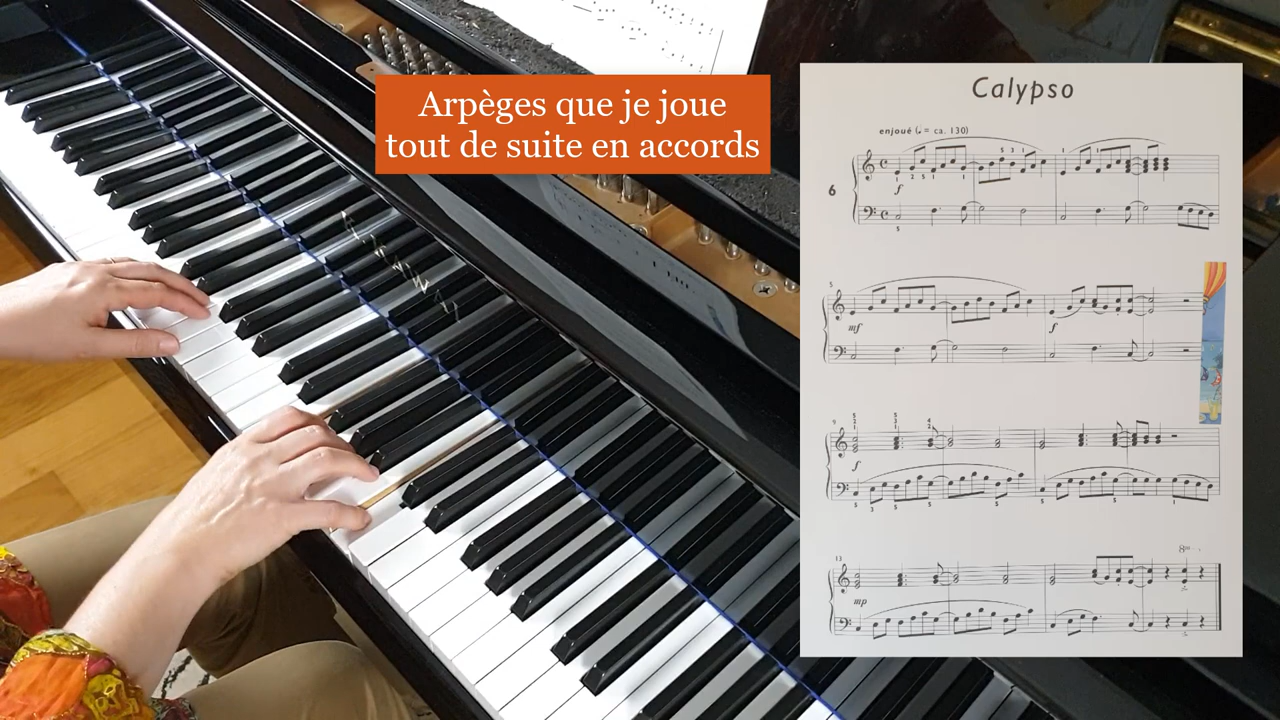 Arpèges que je joue
tout de suite en accords
Calypso
enjoué (♩= ca. 130)
6
f
5
mf
f
9
f
13
mp